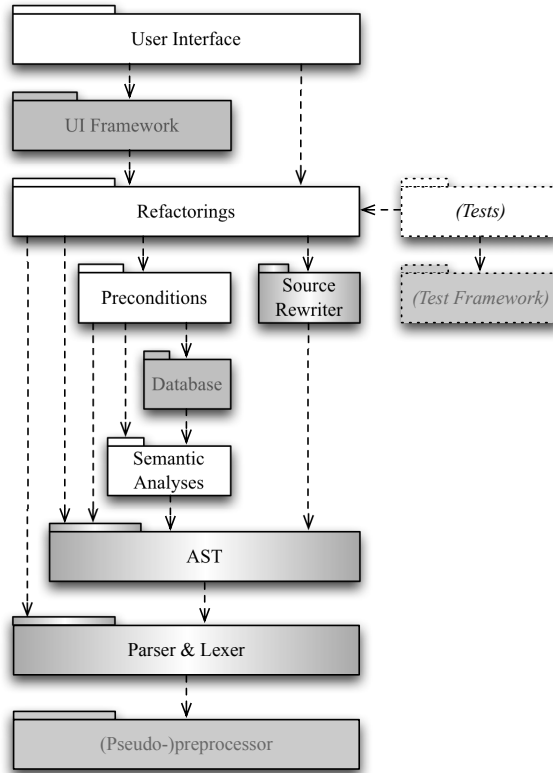 User Interface
UI Framework
Refactorings
(Tests)
Preconditions
Source
Rewriter
(Test Framework)
Database
Semantic
Analyses
AST
Parser & Lexer
(Pseudo-)preprocessor